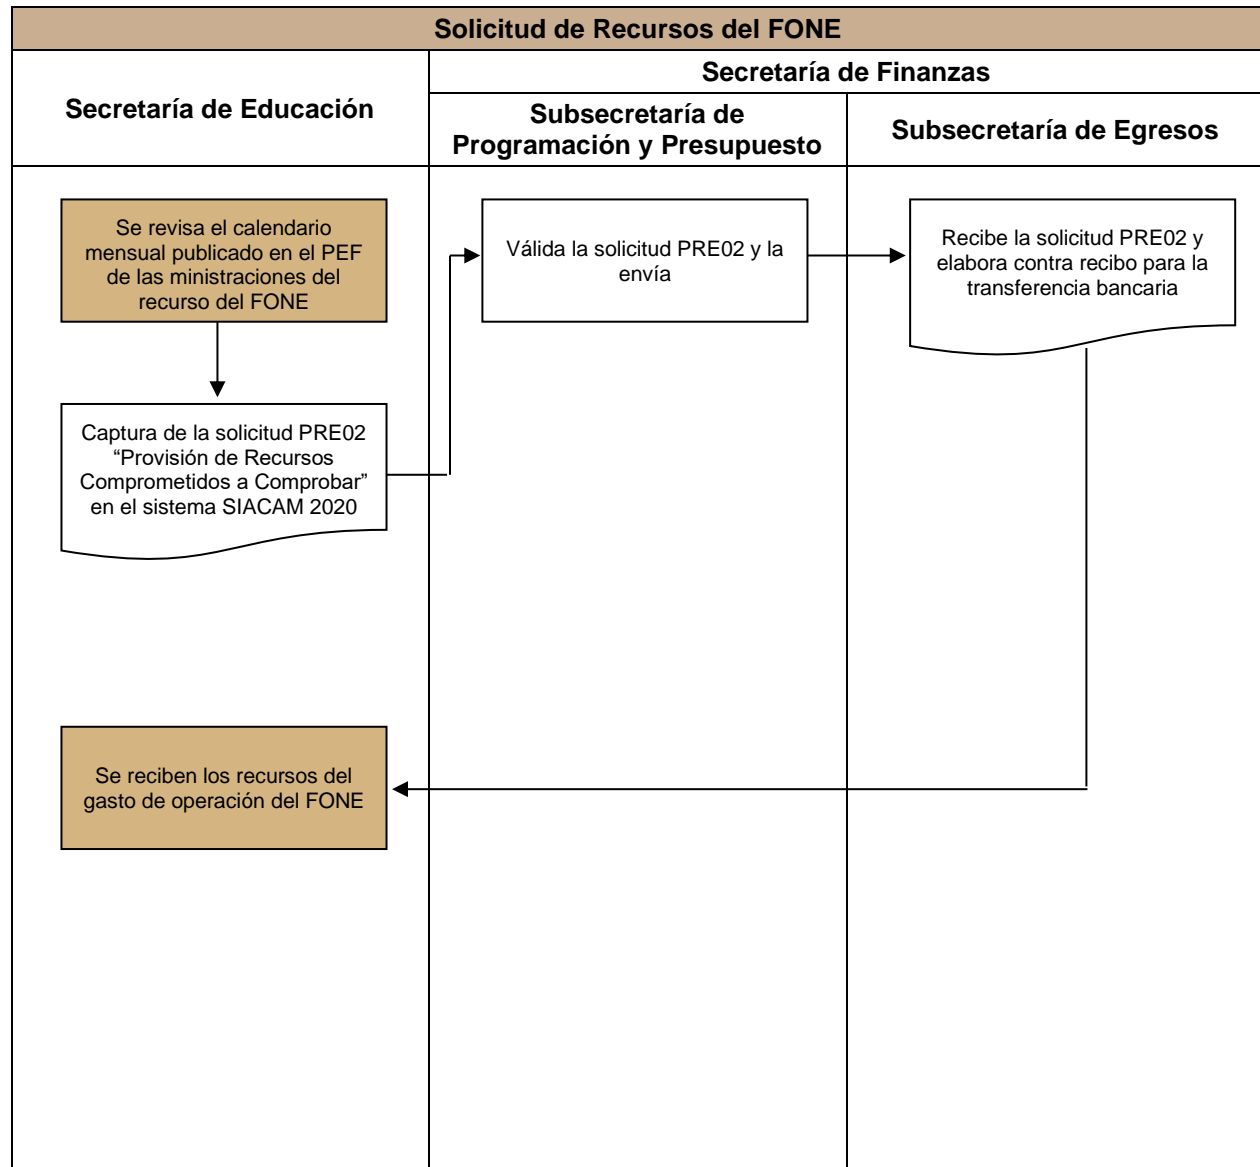 Solicitud de Recursos del FONE
Secretaría de Educación
Secretaría de Finanzas
Subsecretaría de
Programación y Presupuesto
Subsecretaría de Egresos
Se revisa el calendario
mensual publicado en el PEF
de las ministraciones del
recurso del FONE
Válida la solicitud PRE02 y la
envía
Recibe la solicitud PRE02 y
elabora contra recibo para la
transferencia bancaria
Captura de la solicitud PRE02
“Provisión de Recursos
Comprometidos a Comprobar”
en el sistema SIACAM 2020
Se reciben los recursos del
gasto de operación del FONE